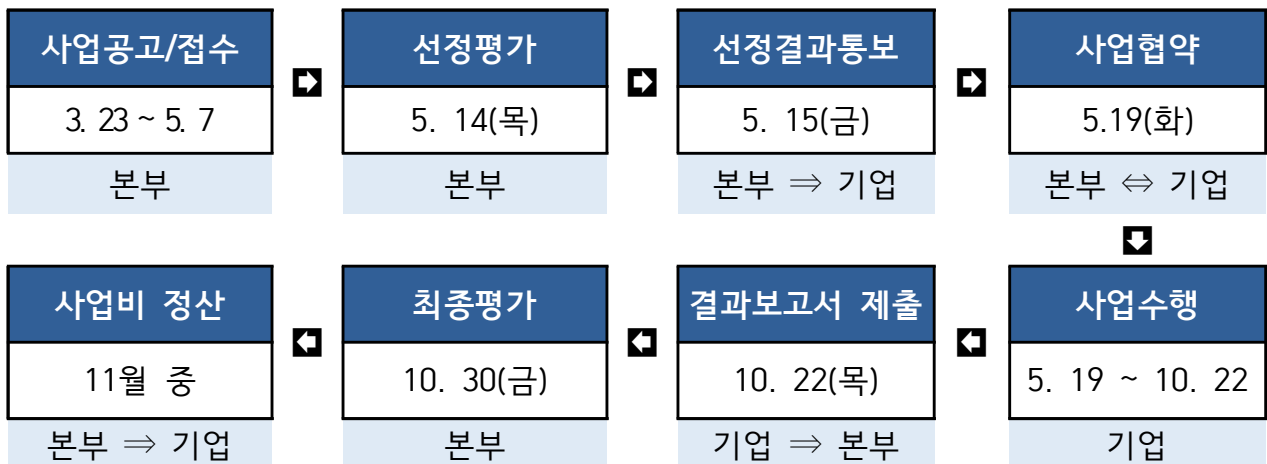 사업공고/접수
3. 23 ~ 5. 7
본부
선정평가
5. 14(목)
본부
선정결과통보
5. 15(금)
본부 ⇒ 기업
사업협약
5.19(화)
본부 ⇔ 기업
사업수행
5. 19 ~ 10. 22
기업
결과보고서 제출
10. 22(목)
기업 ⇒ 본부
최종평가
10. 30(금)
본부
사업비 정산
11월 중
본부 ⇒ 기업